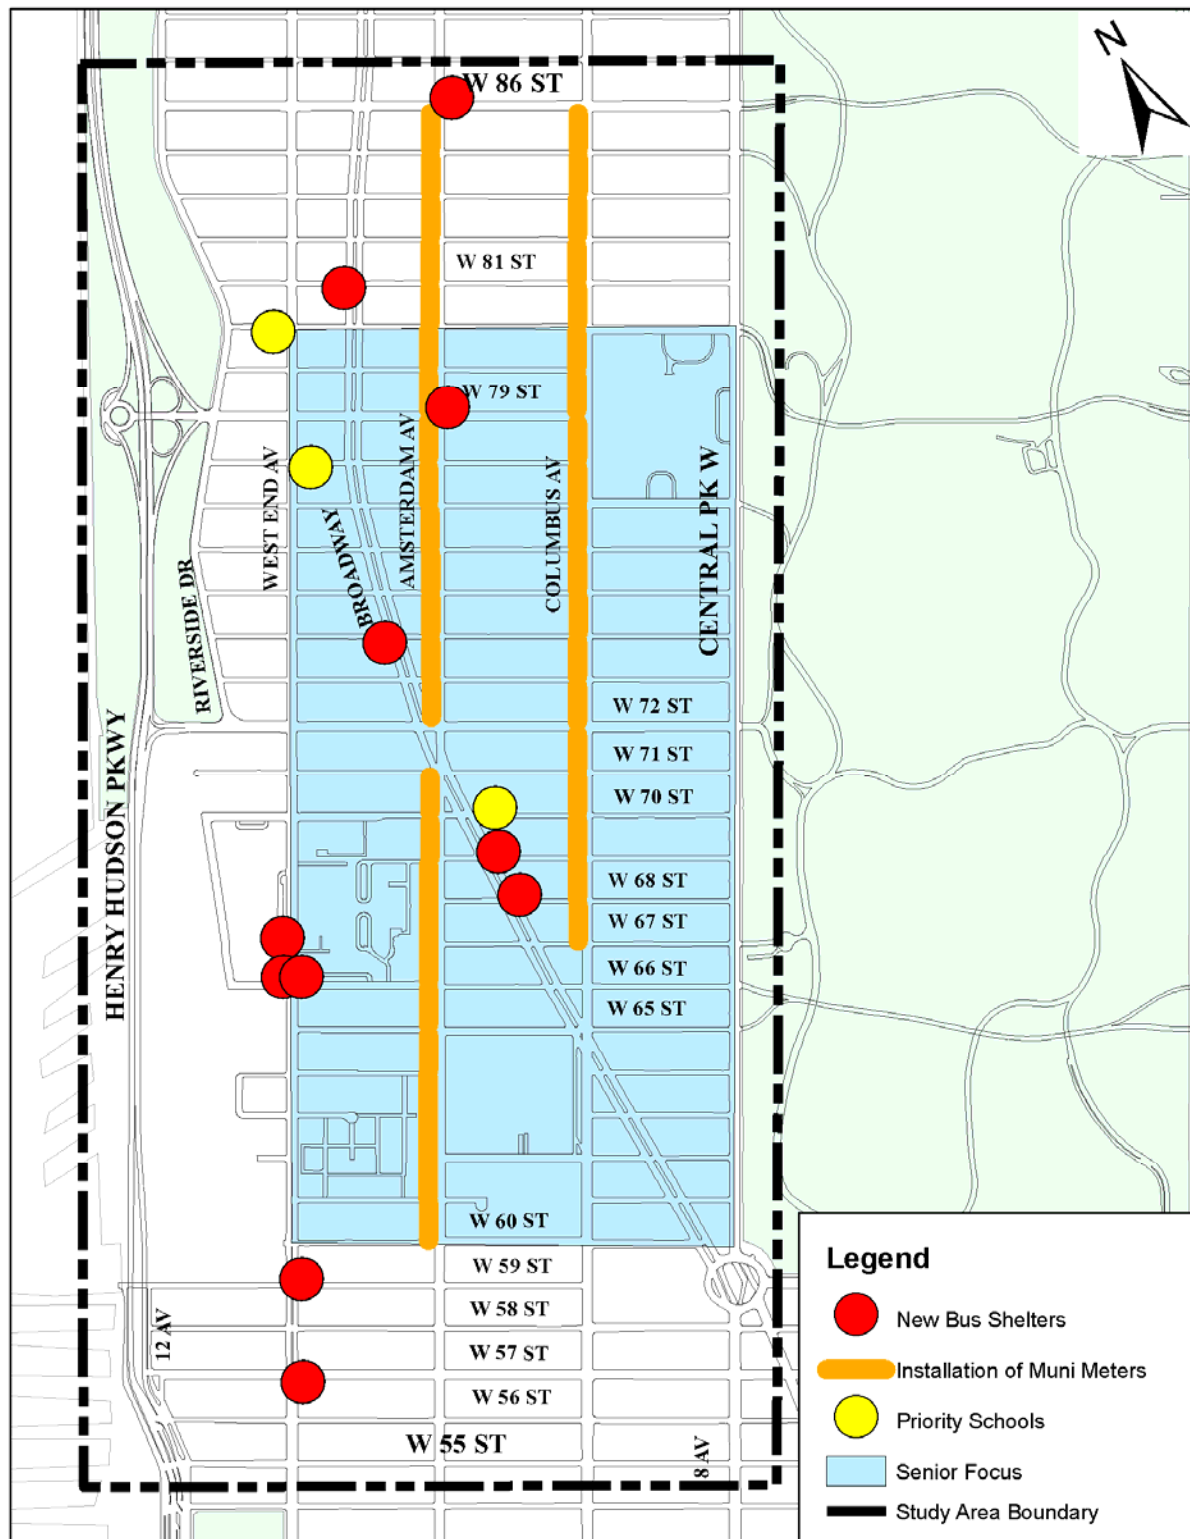 N
W 86 ST
W 81 ST
W 79 ST
WEST END AV
BROADWAY
AMSTERDAM AV
COLUMBUS AV
CENTRAL PK W
RIVERSIDE DR
HENRY HUDSON PKWY
W 72 ST
W 71 ST
W 70 ST
W 68 ST
W 67 ST
W 66 ST
W 65 ST
W 60 ST
W 59 ST
W 58 ST
W 57 ST
W 56 ST
W 55 ST
12 AV
8 AV
Legend
New Bus Shelters
Installation of Muni Meters
Priority Schools
Senior Focus
Study Area Boundary